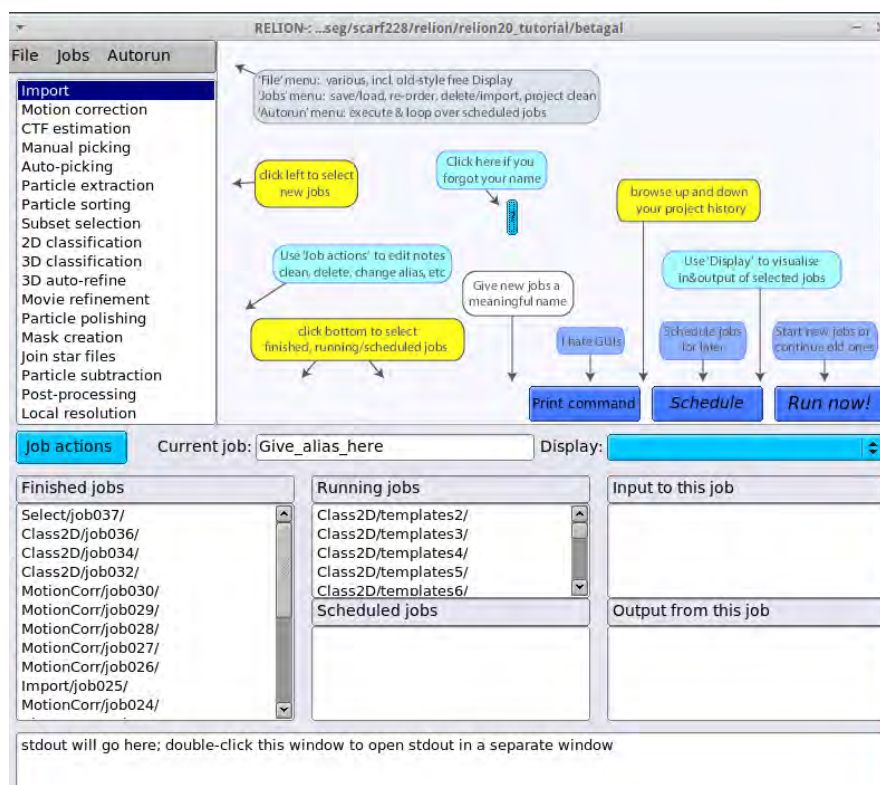 RELION-: ...seg/scarf228/relion/relion20_tutorial/betagal
File Jobs Autorun
Import
Motion correction
CTF estimation
Manual picking
Auto-picking
Particle extraction
Particle sorting
Subset selection
2D classification
3D classification
3D auto-refine
Movie refinement
Particle polishing
Mask creation
Join star files
Particle subtraction
Post-processing
Local resolution
'File' menu: various, incl. old-style free Display
'Jobs' menu: save/load, re-order, delete/import, project clean
'Autorun' menu: execute & loop over scheduled jobs
click left to select
new jobs
Click here if you
forgot your name
?
browse up and down
your project history
Use 'Job actions' to edit notes
clean, delete, change alias, etc
Give new jobs a
meaningful name
Use 'Display' to visualise
in&output of selected jobs
click bottom to select
finished, running/scheduled jobs
I hate GUIs
Schedule jobs
for later
Start new jobs or
continue old ones
Print command
Schedule
Run now!
Job actions
Current job: Give_alias_here
Display:
Finished jobs
Select/job037/
Class2D/job036/
Class2D/job034/
Class2D/job032/
MotionCorr/job030/
MotionCorr/job029/
MotionCorr/job028/
MotionCorr/job027/
MotionCorr/job026/
Import/job025/
MotionCorr/job024/
Running jobs
Class2D/templates2/
Class2D/templates3/
Class2D/templates4/
Class2D/templates5/
Class2D/templates6/
Scheduled jobs
Input to this job
Output from this job
stdout will go here; double-click this window to open stdout in a separate window